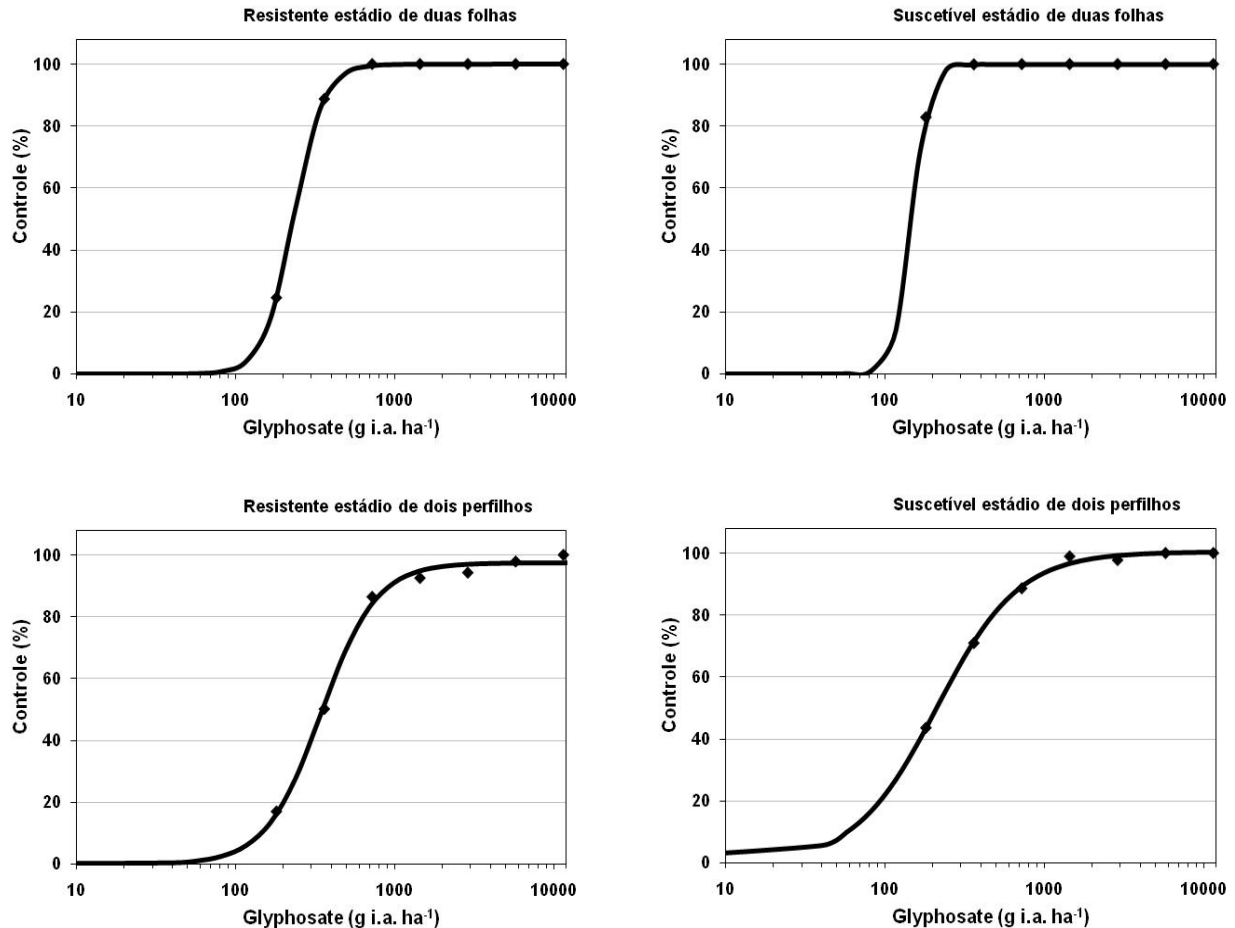 Resistente estádio de duas folhas
Controle (%)
100
80
60
40
20
0
10 100 1000 10000
Glyphosate (g i.a. ha⁻¹)
Suscetível estádio de duas folhas
Controle (%)
100
80
60
40
20
0
10 100 1000 10000
Glyphosate (g i.a. ha⁻¹)
Resistente estádio de dois perfilhos
Controle (%)
100
80
60
40
20
0
10 100 1000 10000
Glyphosate (g i.a. ha⁻¹)
Suscetível estádio de dois perfilhos
Controle (%)
100
80
60
40
20
0
10 100 1000 10000
Glyphosate (g i.a. ha⁻¹)